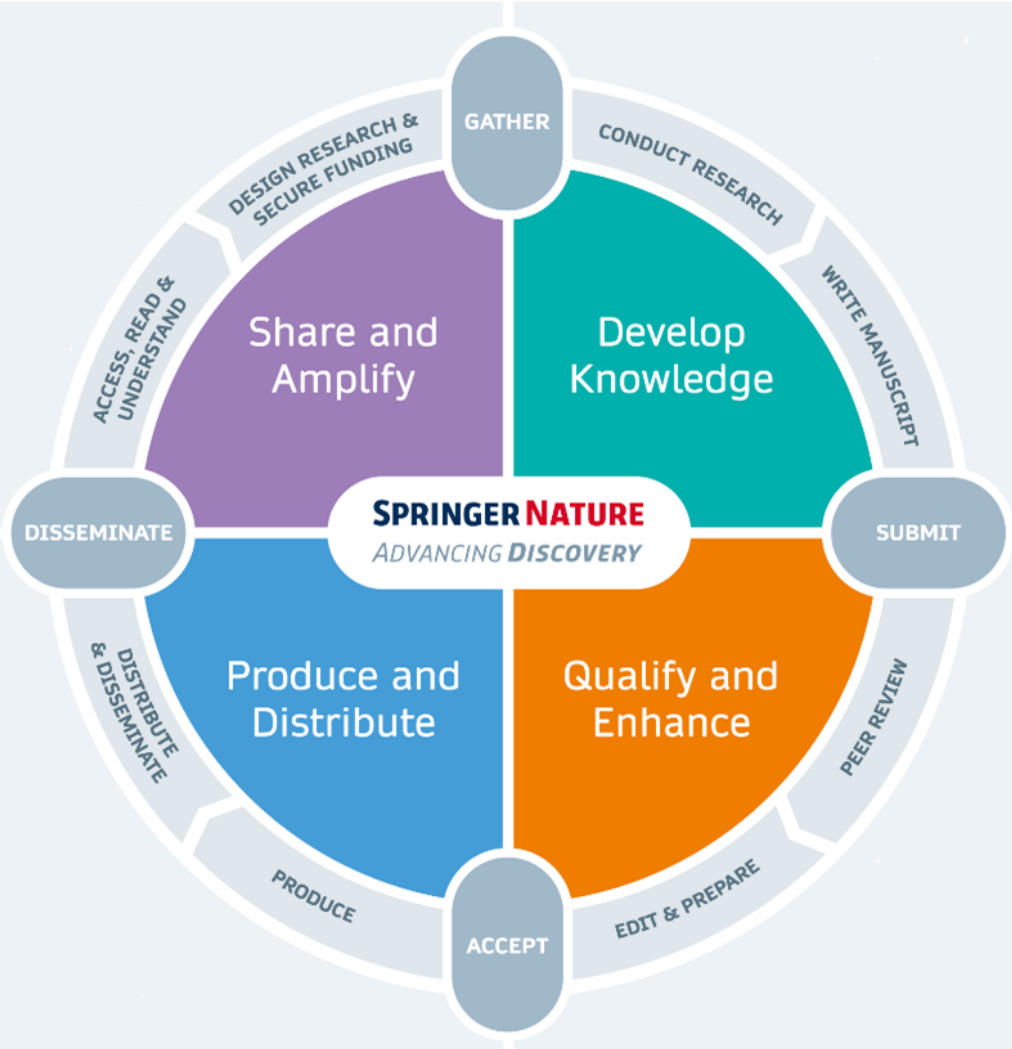 GATHER
CONDUCT RESEARCH
WRITE MANUSCRIPT
SUBMIT
PEER REVIEW
EDIT & PREPARE
ACCEPT
PRODUCE
DISTRIBUTE
& DISSEMINATE
DISSEMINATE
ACCESS, READ &
UNDERSTAND
DESIGN RESEARCH &
SECURE FUNDING
Share and
Amplify
Develop
Knowledge
SPRINGER NATURE
ADVANCING DISCOVERY
Produce and
Distribute
Qualify and
Enhance